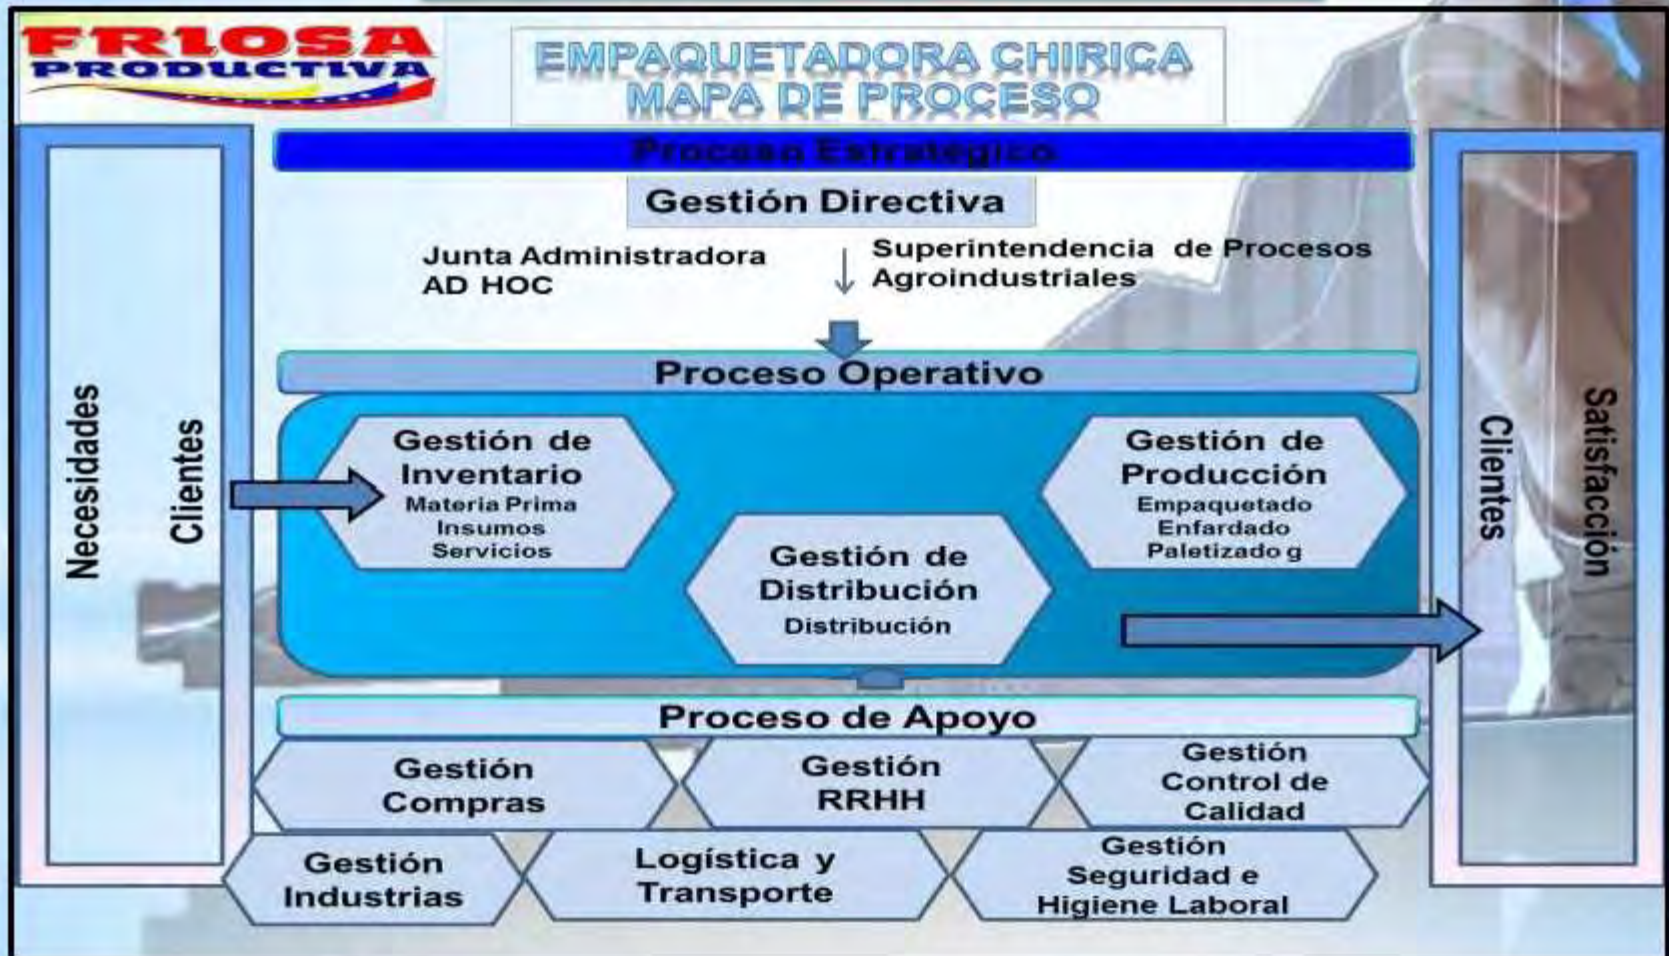 FRIOSA
PRODUCTIVA
EMPAQUETADORA CHIRICA
MAPA DE PROCESO
Proceso Estratégico
Gestión Directiva
Junta Administradora
AD HOC
Superintendencia de Procesos
Agroindustriales
Proceso Operativo
Necesidades
Clientes
Gestión de
Inventario
Materia Prima
Insumos
Servicios
Gestión de
Distribución
Distribución
Gestión de
Producción
Empaquetado
Enfardado
Paletizado g
Clientes
Satisfacción
Proceso de Apoyo
Gestión
Compras
Gestión
RRHH
Gestión
Control de
Calidad
Gestión
Industrias
Logística y
Transporte
Gestión
Seguridad e
Higiene Laboral